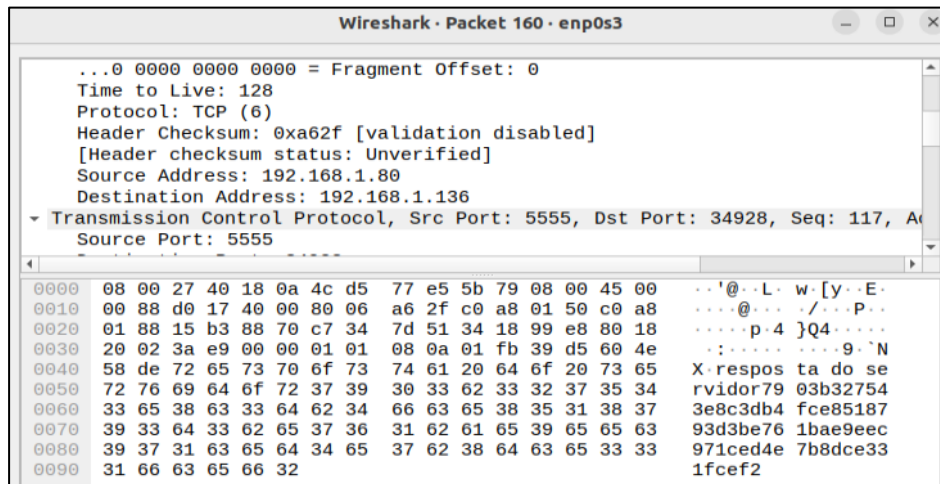 Wireshark · Packet 160 · enp0s3
...0 0000 0000 0000 = Fragment Offset: 0
Time to Live: 128
Protocol: TCP (6)
Header Checksum: 0xa62f [validation disabled]
[Header checksum status: Unverified]
Source Address: 192.168.1.80
Destination Address: 192.168.1.136
Transmission Control Protocol, Src Port: 5555, Dst Port: 34928, Seq: 117, A
Source Port: 5555
0000 08 00 27 40 18 0a 4c d5 77 e5 5b 79 08 00 45 00 ··'@··L· w·[y··E·
0010 00 88 d0 17 40 00 80 06 a6 2f c0 a8 01 50 c0 a8 ····@··· ·/···P··
0020 01 88 15 b3 88 70 c7 34 7d 51 34 18 99 e8 80 18 ·····p·4 }Q4·····
0030 20 02 3a e9 00 00 01 01 08 0a 01 fb 39 d5 60 4e ·:····· ····9·`N
0040 58 de 72 65 73 70 6f 73 74 61 20 64 6f 20 73 65 X·respos ta do se
0050 72 76 69 64 6f 72 37 39 30 33 62 33 32 37 35 34 rvidor79 03b32754
0060 33 65 38 63 33 64 62 34 66 63 65 38 35 31 38 37 3e8c3db4 fce85187
0070 39 33 64 33 62 65 37 36 31 62 61 65 39 65 65 63 93d3be76 1bae9eec
0080 39 37 31 63 65 64 34 65 37 62 38 64 63 65 33 33 971ced4e 7b8dce33
0090 31 66 63 65 66 32 1fcef2